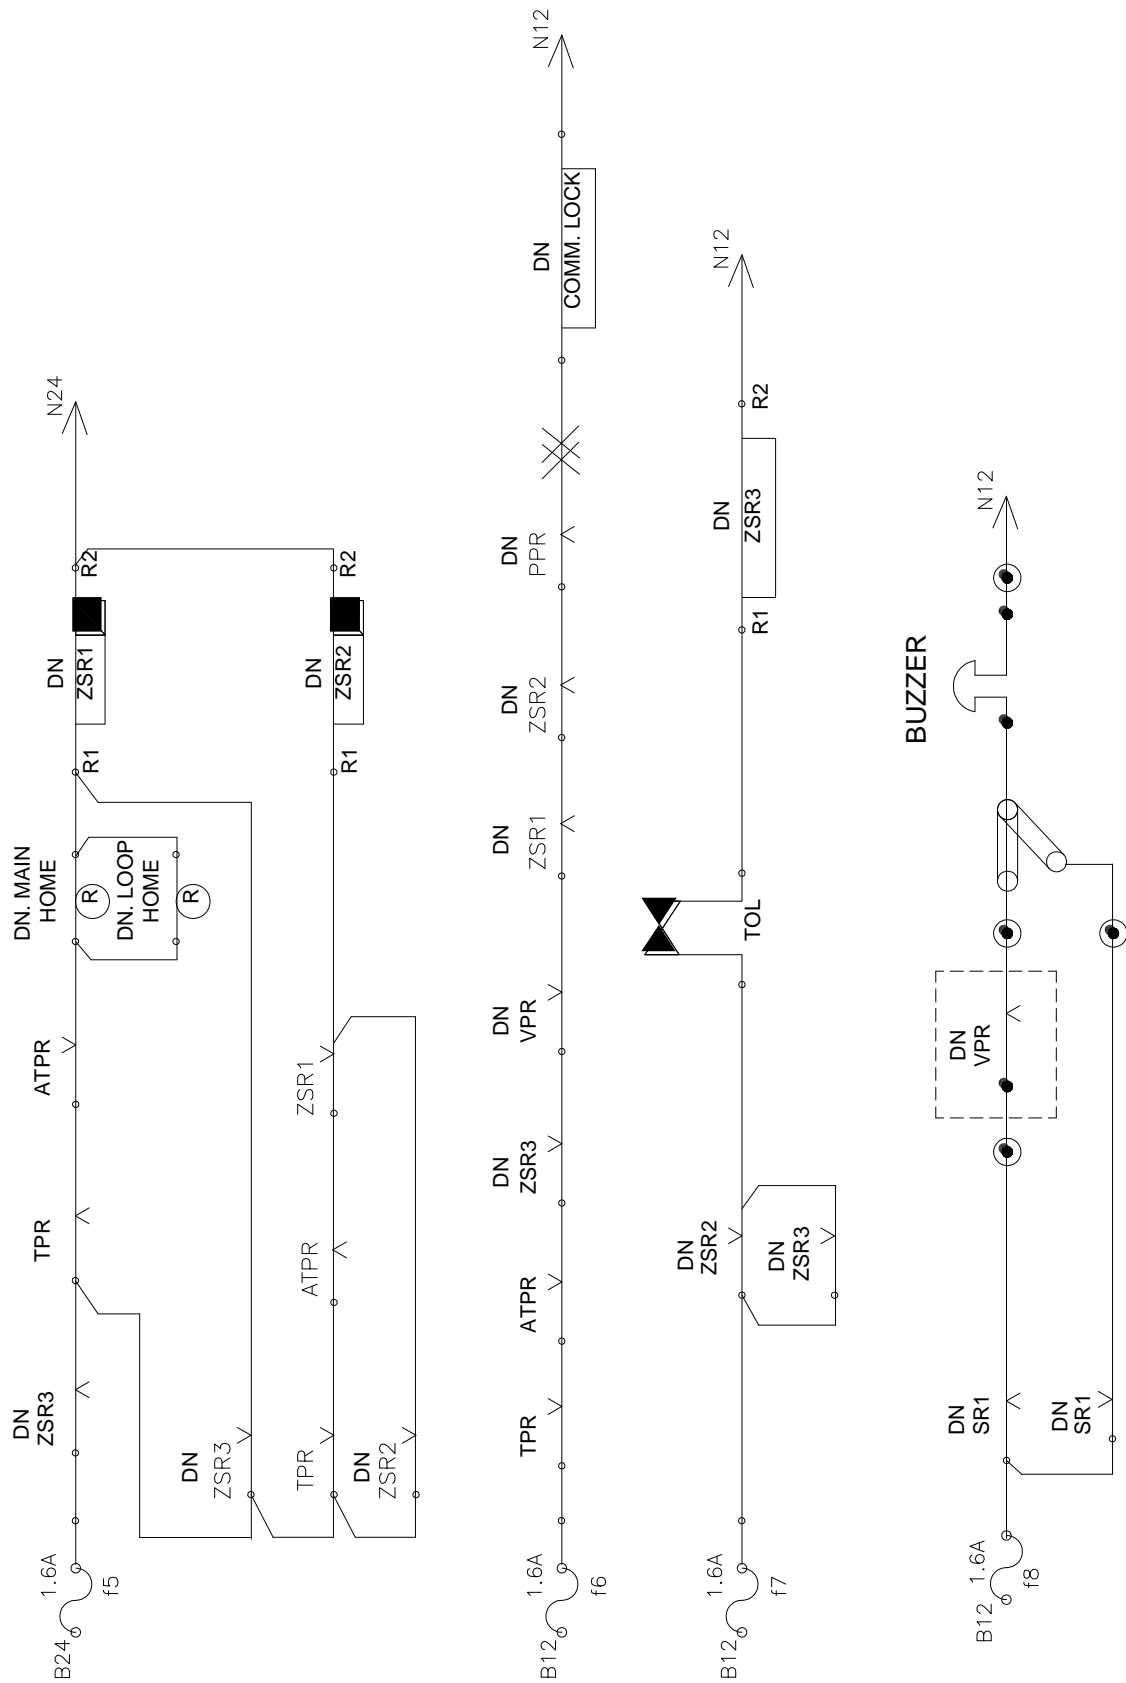 B24
1.6A
f5
DN
ZSR3
TPR
ATPR
DN. MAIN
HOME
R
DN. LOOP
HOME
R
R1
DN
ZSR1
R2
N24
DN
ZSR3
TPR
ATPR
ZSR1
DN
ZSR2
R1
DN
ZSR2
R2
B12
1.6A
f6
TPR
ATPR
DN
ZSR3
DN
VPR
DN
ZSR1
DN
ZSR2
DN
PPR
DN
COMM. LOCK
N12
B12
1.6A
f7
DN
ZSR2
DN
ZSR3
TOL
R1
DN
ZSR3
R2
N12
B12
1.6A
f8
DN
SR1
DN
SR1
DN
VPR
BUZZER
N12